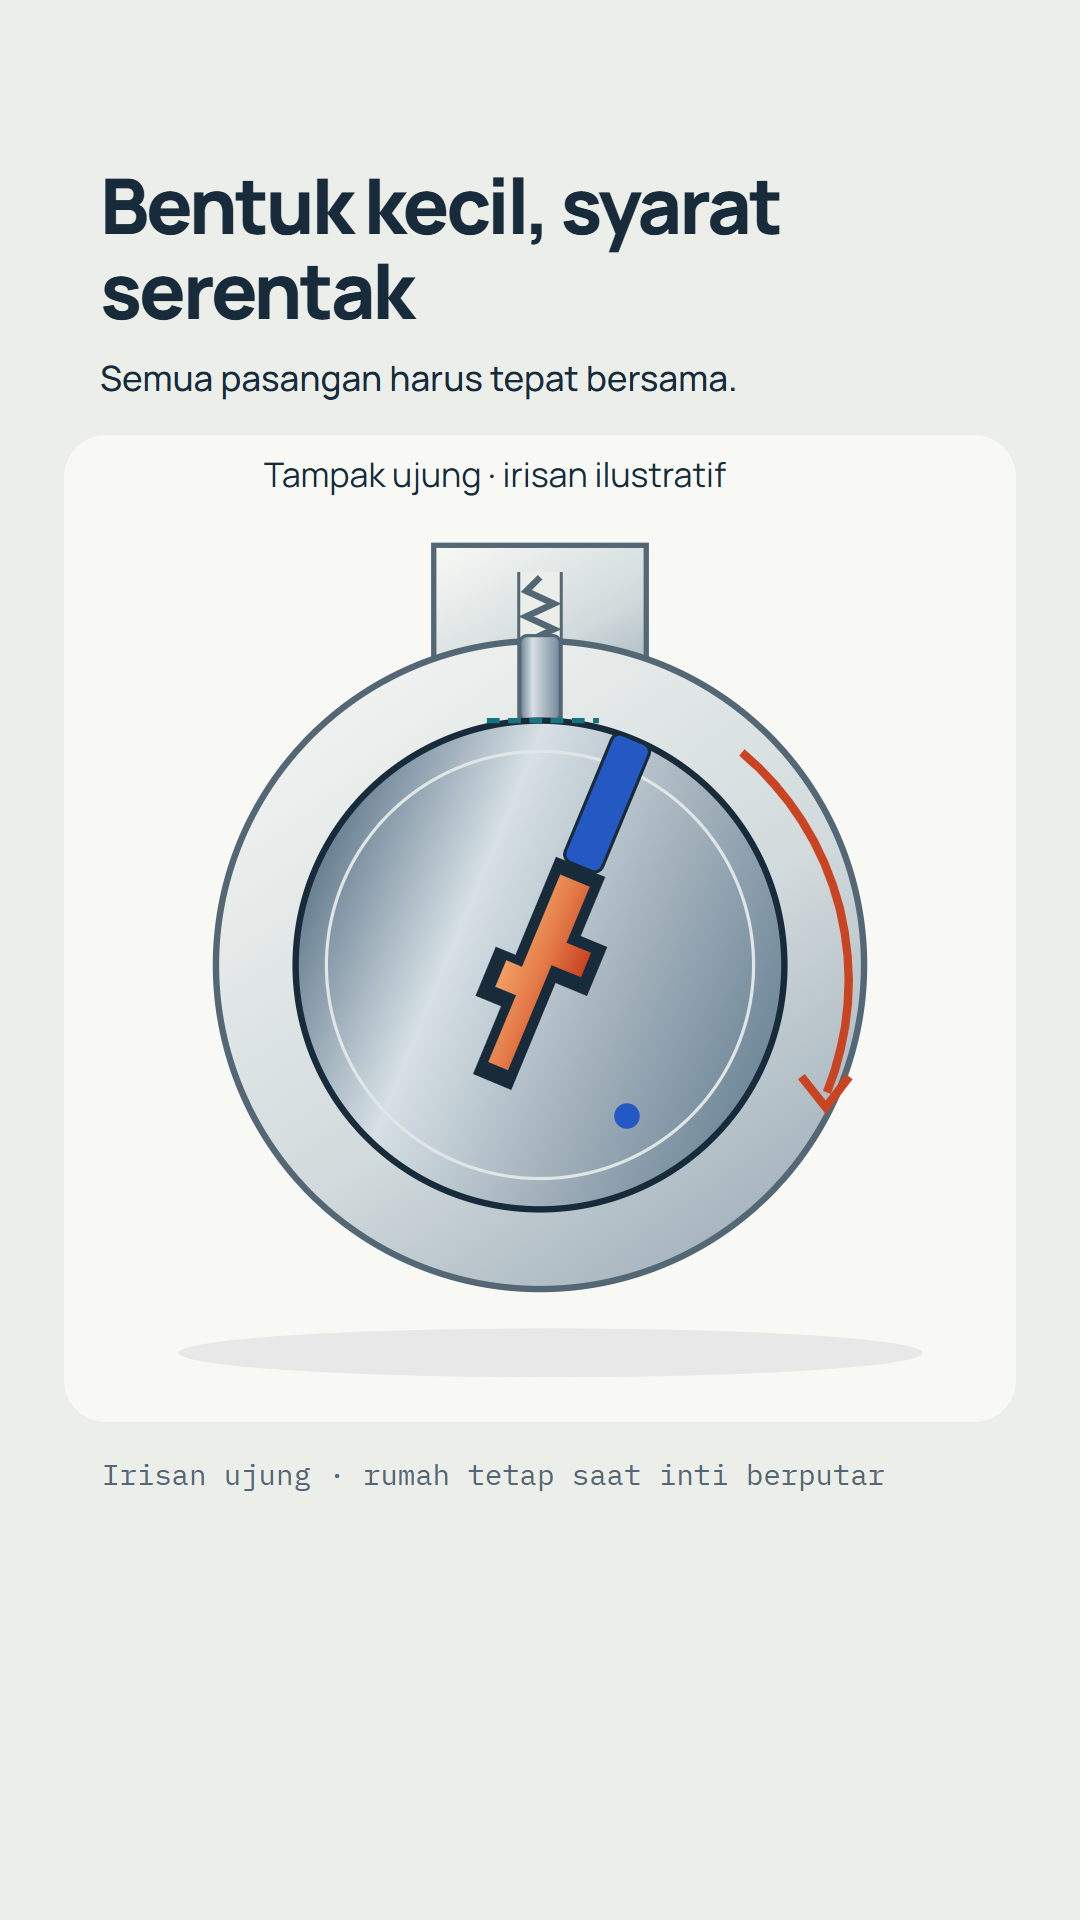 Bentuk kecil, syarat
serentak
Semua pasangan harus tepat bersama.
Tampak ujung · irisan ilustratif
Irisan ujung · rumah tetap saat inti berputar